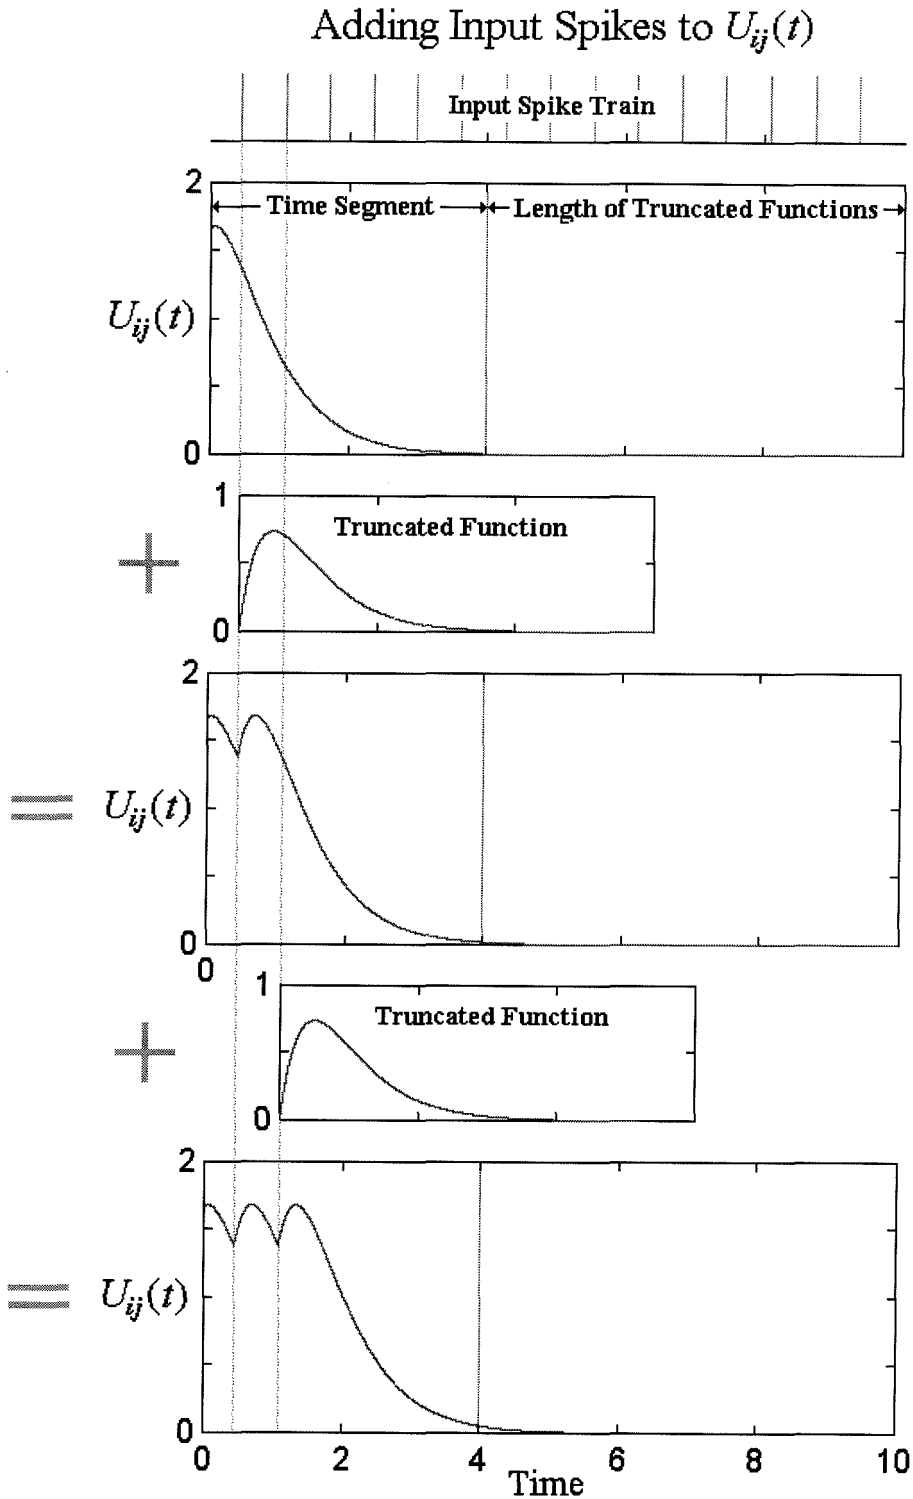 Adding Input Spikes to U_ij(t)
Input Spike Train
2
Time Segment
Length of Truncated Functions
U_ij(t)
0
1
Truncated Function
+
0
2
= U_ij(t)
0
0
1
Truncated Function
+
0
2
= U_ij(t)
0
0 2 4 6 8 10
Time